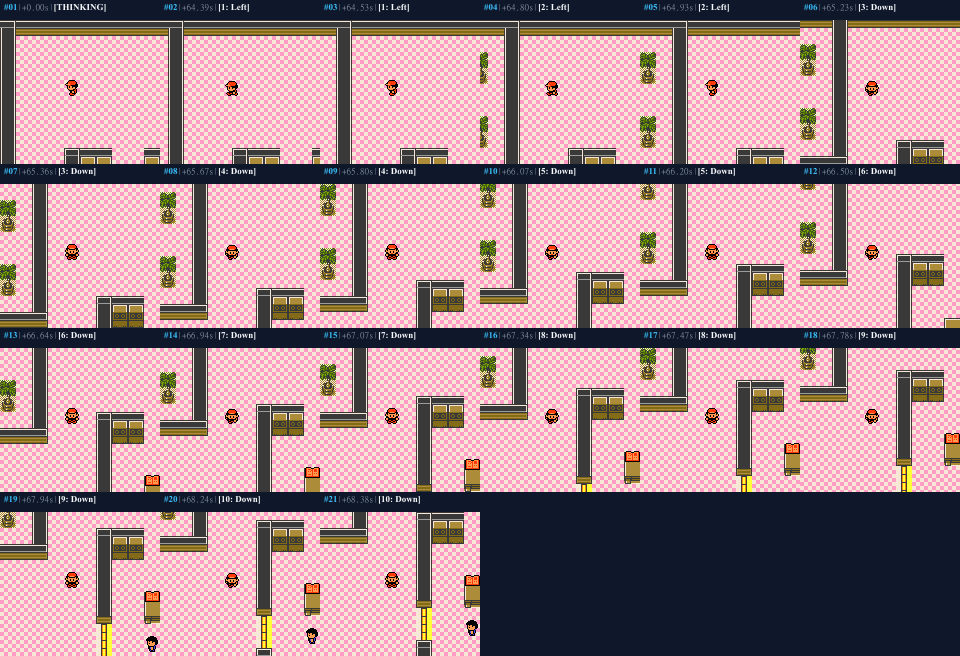 #01|+0.00s|[THINKING] #02|+64.39s|[1: Left] #03|+64.53s|[1: Left] #04|+64.80s|[2: Left] #05|+64.93s|[2: Left] #06|+65.23s|[3: Down]
#07|+65.36s|[3: Down] #08|+65.67s|[4: Down] #09|+65.80s|[4: Down] #10|+66.07s|[5: Down] #11|+66.20s|[5: Down] #12|+66.50s|[6: Down]
#13|+66.64s|[6: Down] #14|+66.94s|[7: Down] #15|+67.07s|[7: Down] #16|+67.34s|[8: Down] #17|+67.47s|[8: Down] #18|+67.78s|[9: Down]
#19|+67.94s|[9: Down] #20|+68.24s|[10: Down] #21|+68.38s|[10: Down]